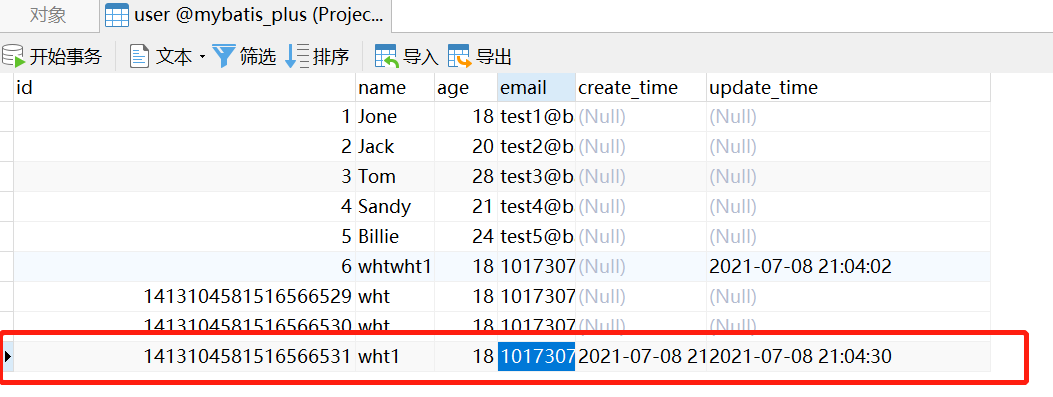 对象 user @mybatis_plus (Projec...
开始事务 文本 筛选 排序 导入 导出
id name age email create_time update_time
1 Jone 18 test1@b (Null) (Null)
2 Jack 20 test2@b (Null) (Null)
3 Tom 28 test3@b (Null) (Null)
4 Sandy 21 test4@b (Null) (Null)
5 Billie 24 test5@b (Null) (Null)
6 whtwht1 18 1017307 (Null) 2021-07-08 21:04:02
1413104581516566529 wht 18 1017307 (Null) (Null)
1413104581516566530 wht 18 1017307 (Null) (Null)
1413104581516566531 wht1 18 1017307 2021-07-08 21 2021-07-08 21:04:30